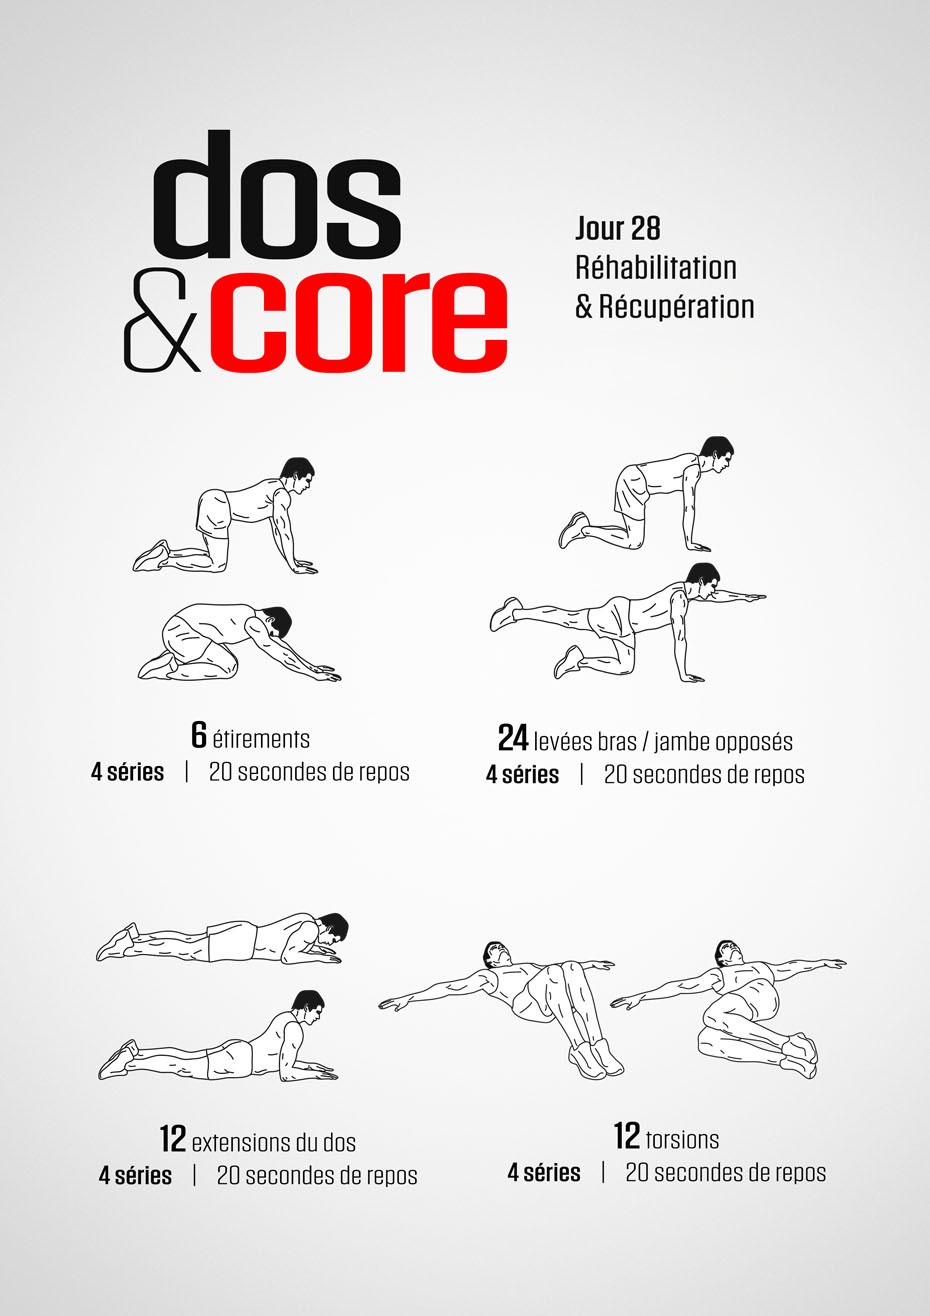 dos
&core
Jour 28
Réhabilitation
& Récupération
6 étirements
4 séries | 20 secondes de repos
24 levées bras / jambe opposés
4 séries | 20 secondes de repos
12 extensions du dos
4 séries | 20 secondes de repos
12 torsions
4 séries | 20 secondes de repos